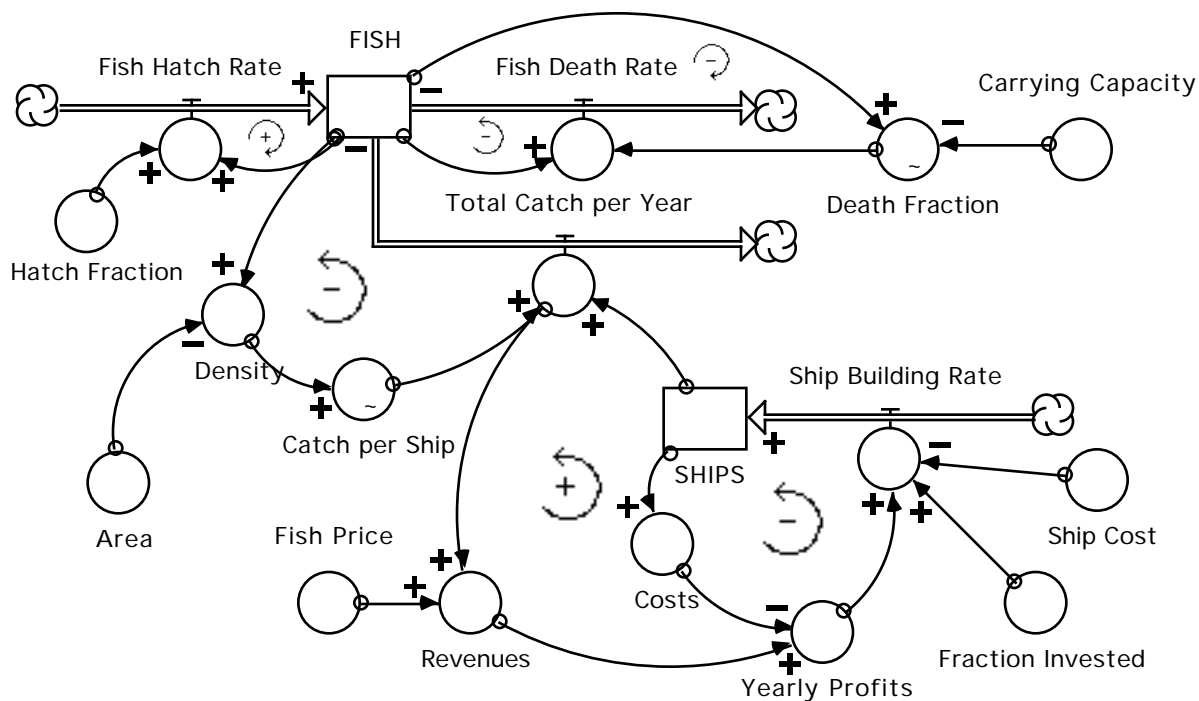 FISH
Fish Hatch Rate
Fish Death Rate
Carrying Capacity
Total Catch per Year
Death Fraction
Hatch Fraction
Density
Ship Building Rate
Catch per Ship
SHIPS
Area
Fish Price
Ship Cost
Costs
Revenues
Fraction Invested
Yearly Profits